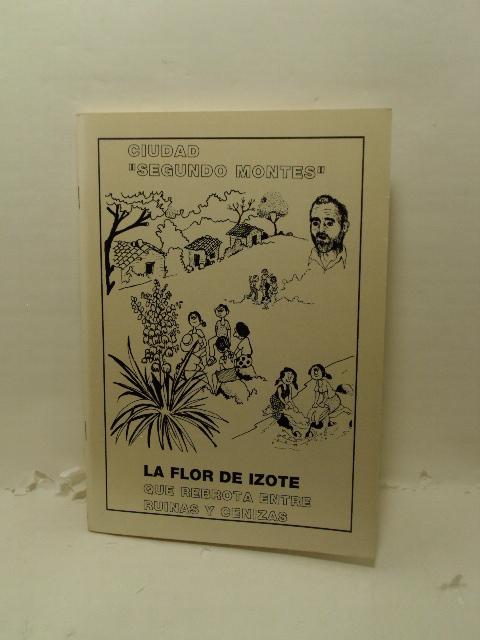 CIUDAD
"SEGUNDO MONTES"
LA FLOR DE IZOTE
QUE REBROTA ENTRE
RUINAS Y CENIZAS